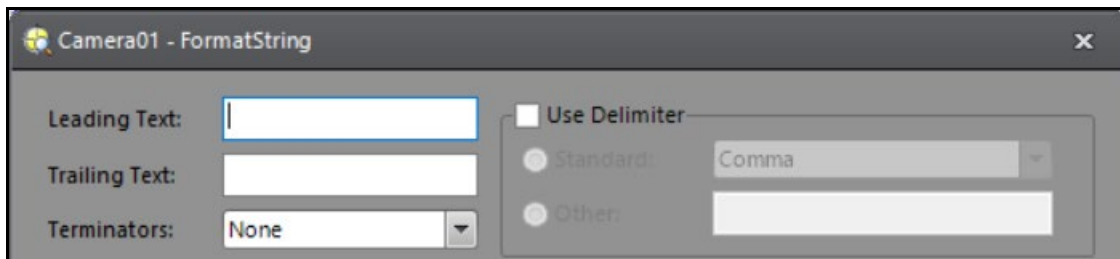 Camera01 - FormatString
Leading Text:
Use Delimiter
Standard: Comma
Trailing Text:
Other:
Terminators: None